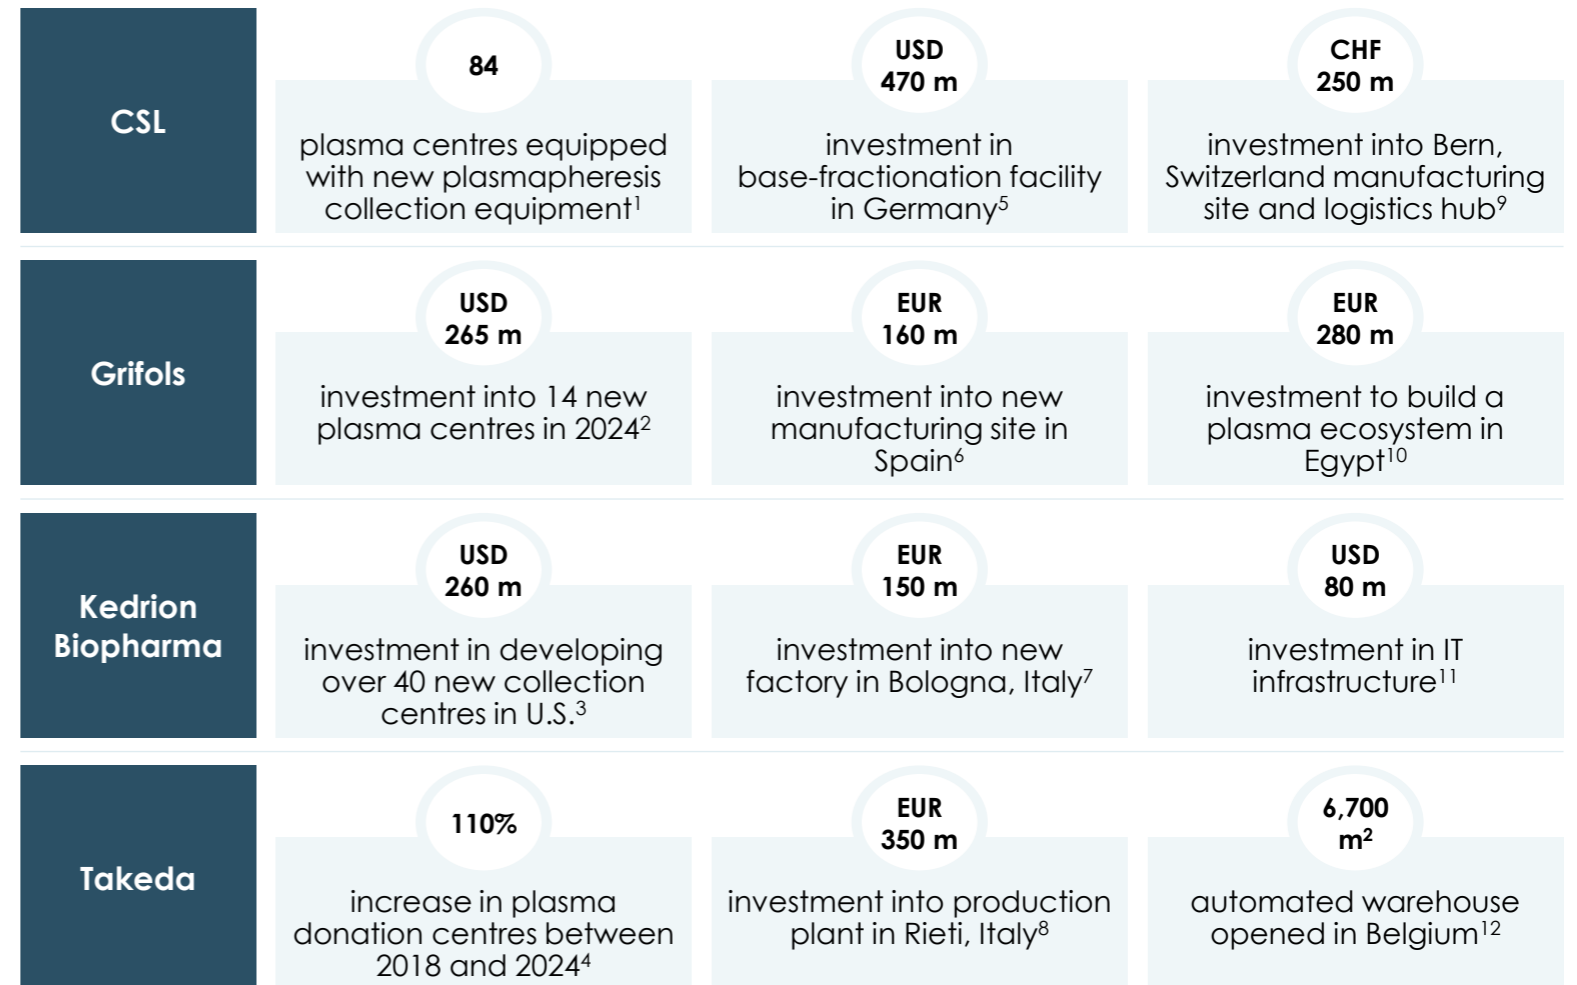 CSL
84
plasma centres equipped
with new plasmapheresis
collection equipment¹
USD
470 m
investment in
base-fractionation facility
in Germany⁵
CHF
250 m
investment into Bern,
Switzerland manufacturing
site and logistics hub⁹
Grifols
USD
265 m
investment into 14 new
plasma centres in 2024²
EUR
160 m
investment into new
manufacturing site in
Spain⁶
EUR
280 m
investment to build a
plasma ecosystem in
Egypt¹⁰
Kedrion
Biopharma
USD
260 m
investment in developing
over 40 new collection
centres in U.S.³
EUR
150 m
investment into new
factory in Bologna, Italy⁷
USD
80 m
investment in IT
infrastructure¹¹
Takeda
110%
increase in plasma
donation centres between
2018 and 2024⁴
EUR
350 m
investment into production
plant in Rieti, Italy⁸
6,700
m²
automated warehouse
opened in Belgium¹²